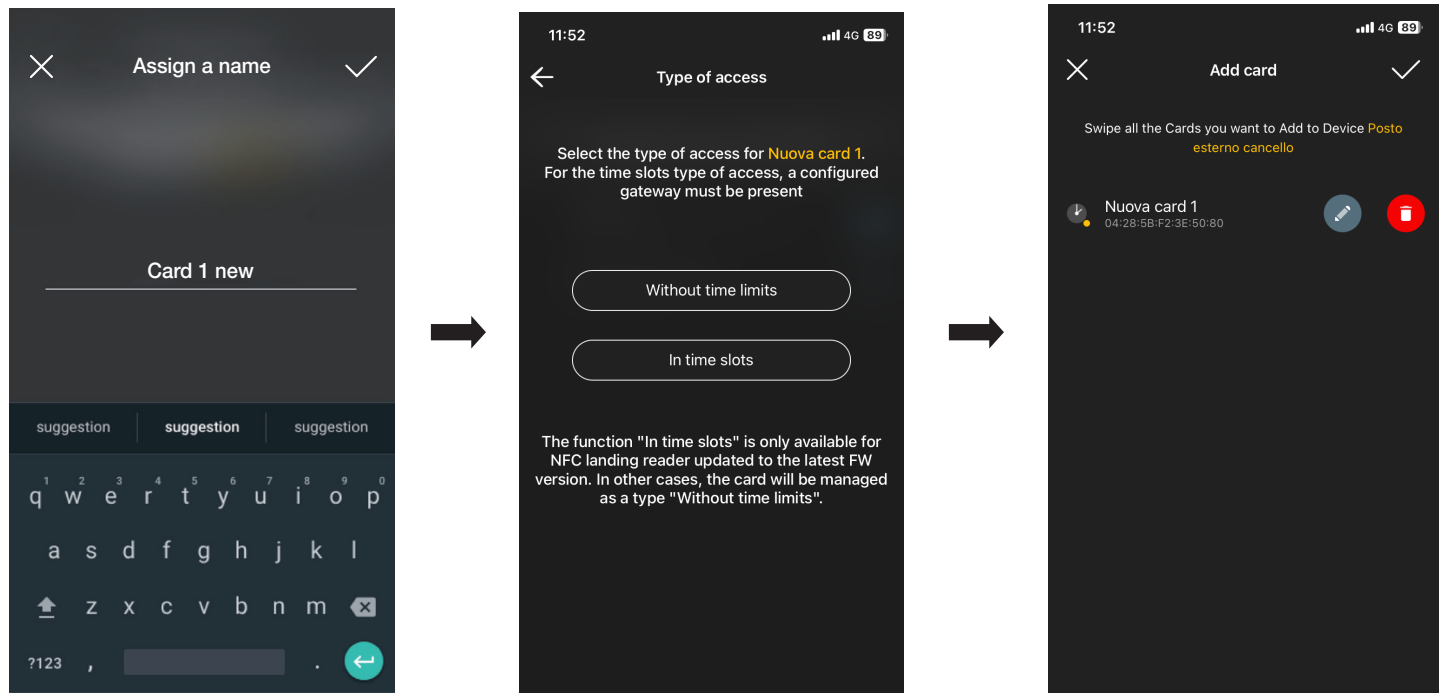 Assign a name
Card 1 new
suggestion suggestion suggestion
1 2 3 4 5 6 7 8 9 0
q w e r t y u i o p
a s d f g h j k l
z x c v b n m
?123 , .
11:52 4G 89
Type of access
Select the type of access for Nuova card 1.
For the time slots type of access, a configured
gateway must be present
Without time limits
In time slots
The function "In time slots" is only available for
NFC landing reader updated to the latest FW
version. In other cases, the card will be managed
as a type "Without time limits".
11:52 4G 89
Add card
Swipe all the Cards you want to Add to Device Posto
esterno cancello
Nuova card 1
04:28:5B:F2:3E:50:80